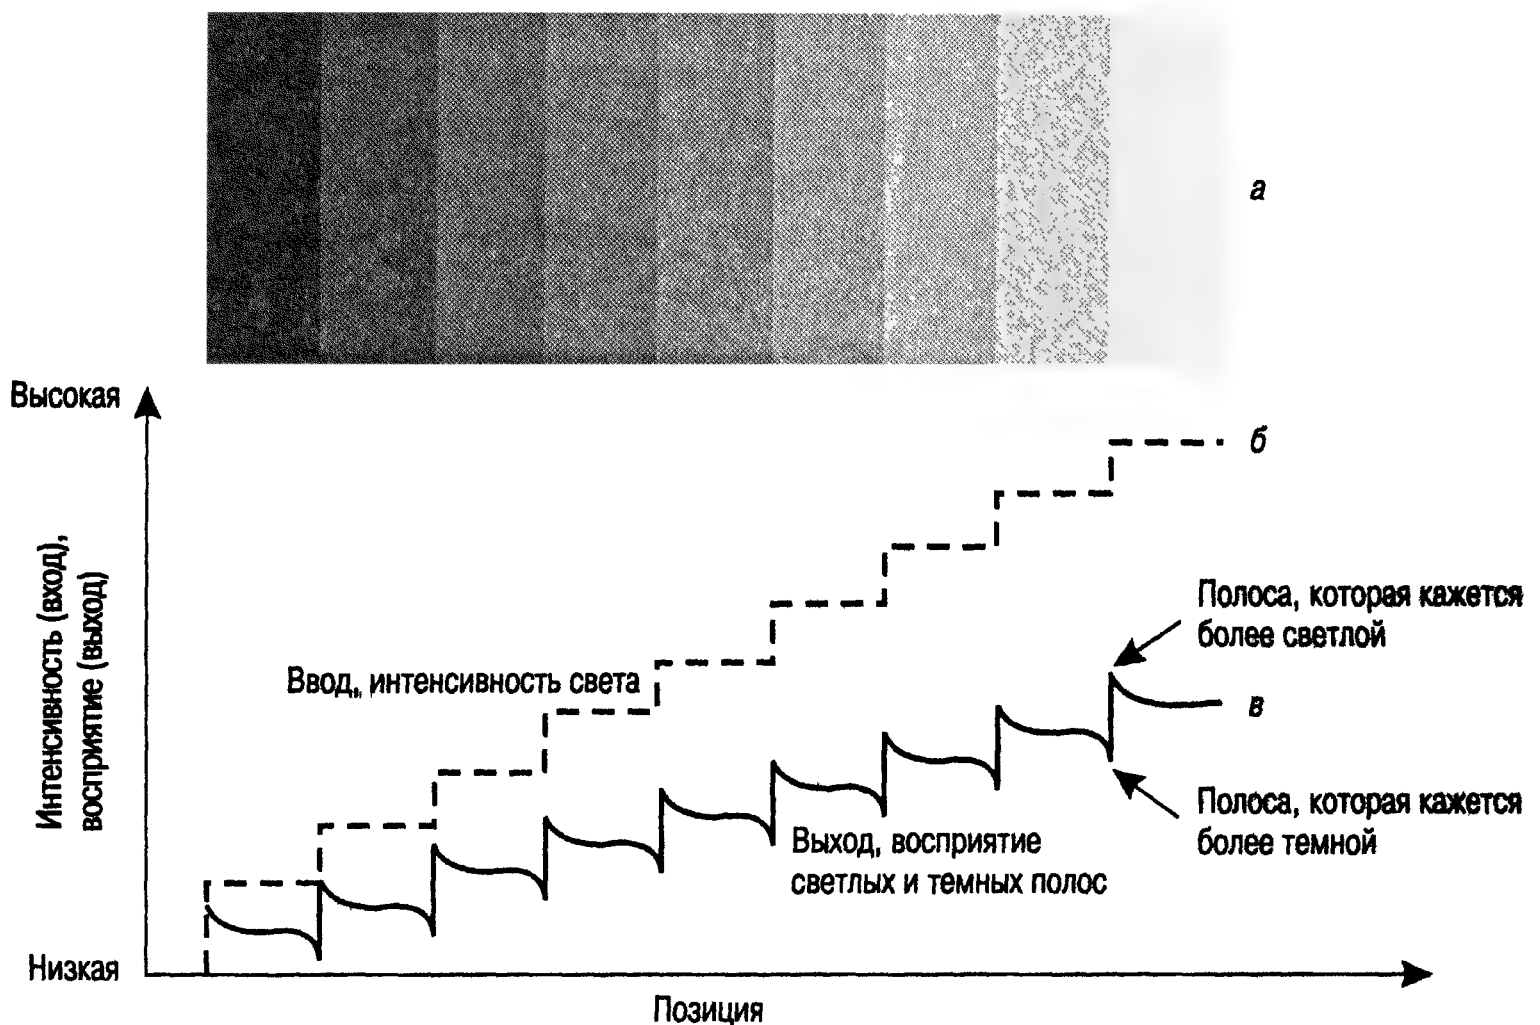 а
Высокая
б
Интенсивность (вход),
восприятие (выход)
Полоса, которая кажется
более светлой
Ввод, интенсивность света
в
Полоса, которая кажется
более темной
Выход, восприятие
светлых и темных полос
Низкая
Позиция